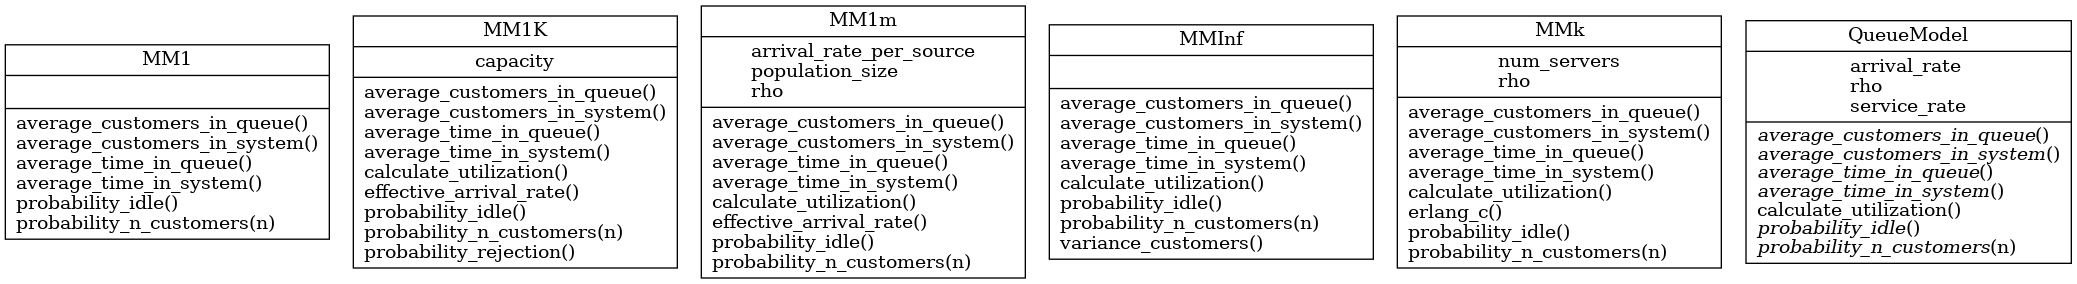 MM1
average_customers_in_queue()
average_customers_in_system()
average_time_in_queue()
average_time_in_system()
probability_idle()
probability_n_customers(n)
MM1K
capacity
average_customers_in_queue()
average_customers_in_system()
average_time_in_queue()
average_time_in_system()
calculate_utilization()
effective_arrival_rate()
probability_idle()
probability_n_customers(n)
probability_rejection()
MM1m
arrival_rate_per_source
population_size
rho
average_customers_in_queue()
average_customers_in_system()
average_time_in_queue()
average_time_in_system()
calculate_utilization()
effective_arrival_rate()
probability_idle()
probability_n_customers(n)
MMInf
average_customers_in_queue()
average_customers_in_system()
average_time_in_queue()
average_time_in_system()
calculate_utilization()
probability_idle()
probability_n_customers(n)
variance_customers()
MMk
num_servers
rho
average_customers_in_queue()
average_customers_in_system()
average_time_in_queue()
average_time_in_system()
calculate_utilization()
erlang_c()
probability_idle()
probability_n_customers(n)
QueueModel
arrival_rate
rho
service_rate
average_customers_in_queue()
average_customers_in_system()
average_time_in_queue()
average_time_in_system()
calculate_utilization()
probability_idle()
probability_n_customers(n)